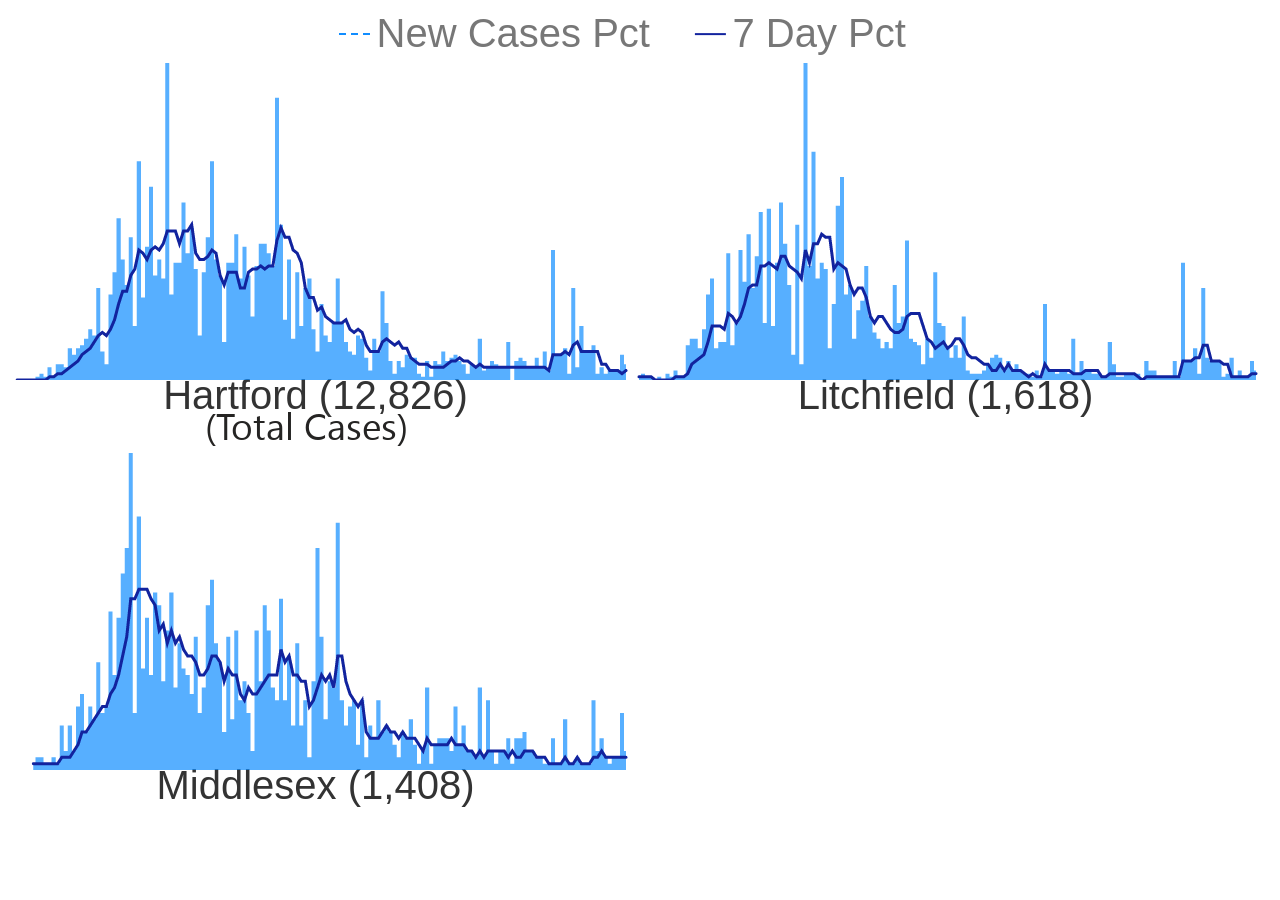 New Cases Pct 7 Day Pct
Hartford (12,826)
(Total Cases)
Litchfield (1,618)
Middlesex (1,408)